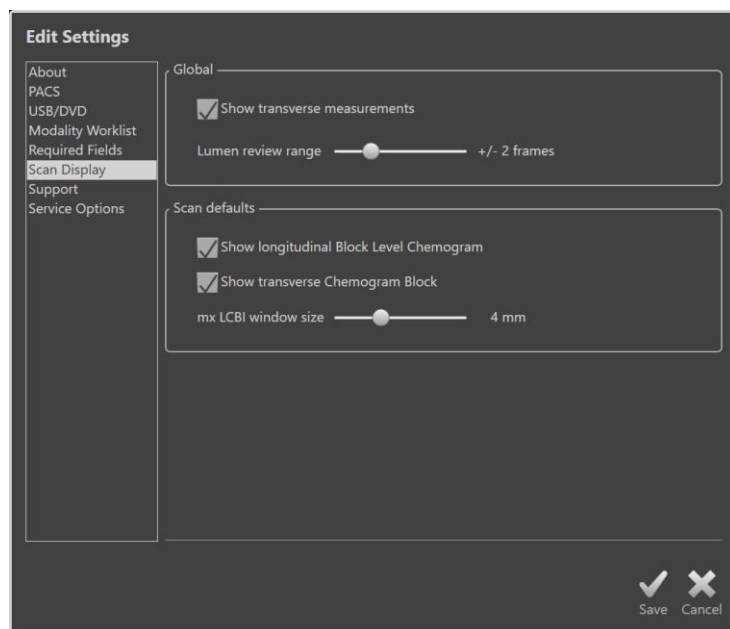 Edit Settings
About
PACS
USB/DVD
Modality Worklist
Required Fields
Scan Display
Support
Service Options
Global
Show transverse measurements
Lumen review range +/- 2 frames
Scan defaults
Show longitudinal Block Level Chemogram
Show transverse Chemogram Block
mx LCBI window size 4 mm
Save Cancel